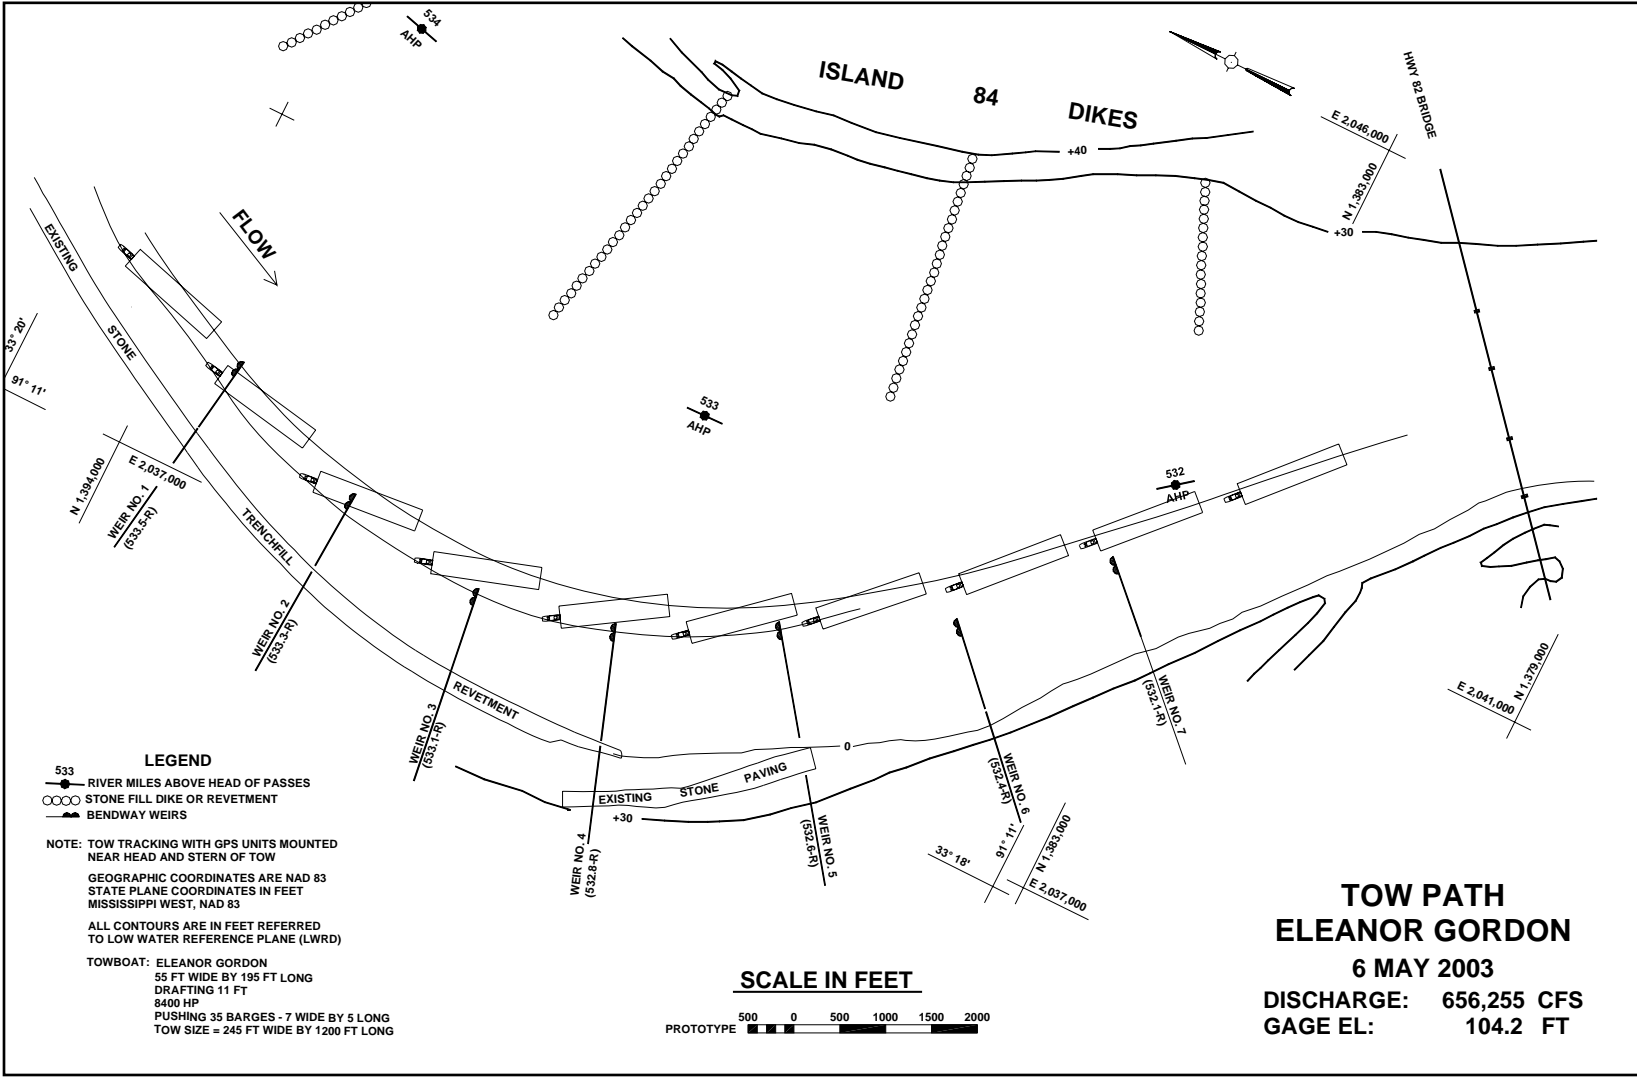 534
AHP
ISLAND 84 DIKES
HWY 82 BRIDGE
E 2,046,000
N 1,383,000
+40
+30
FLOW
EXISTING
STONE
TRENCHFILL
REVETMENT
33° 20'
91° 11'
N 1,394,000
E 2,037,000
WEIR NO. 1
(533.5-R)
WEIR NO. 2
(533.3-R)
WEIR NO. 3
(533.1-R)
WEIR NO. 4
(532.8-R)
WEIR NO. 5
(532.6-R)
WEIR NO. 6
(532.4-R)
WEIR NO. 7
(532.1-R)
533
AHP
532
AHP
0
EXISTING STONE PAVING
+30
E 2,041,000
N 1,379,000
33° 18'
91° 11'
N 1,383,000
E 2,037,000
LEGEND
533
RIVER MILES ABOVE HEAD OF PASSES
STONE FILL DIKE OR REVETMENT
BENDWAY WEIRS
NOTE: TOW TRACKING WITH GPS UNITS MOUNTED
NEAR HEAD AND STERN OF TOW
GEOGRAPHIC COORDINATES ARE NAD 83
STATE PLANE COORDINATES IN FEET
MISSISSIPPI WEST, NAD 83
ALL CONTOURS ARE IN FEET REFERRED
TO LOW WATER REFERENCE PLANE (LWRD)
TOWBOAT: ELEANOR GORDON
55 FT WIDE BY 195 FT LONG
DRAFTING 11 FT
8400 HP
PUSHING 35 BARGES - 7 WIDE BY 5 LONG
TOW SIZE = 245 FT WIDE BY 1200 FT LONG
SCALE IN FEET
500 0 500 1000 1500 2000
PROTOTYPE
TOW PATH
ELEANOR GORDON
6 MAY 2003
DISCHARGE: 656,255 CFS
GAGE EL: 104.2 FT